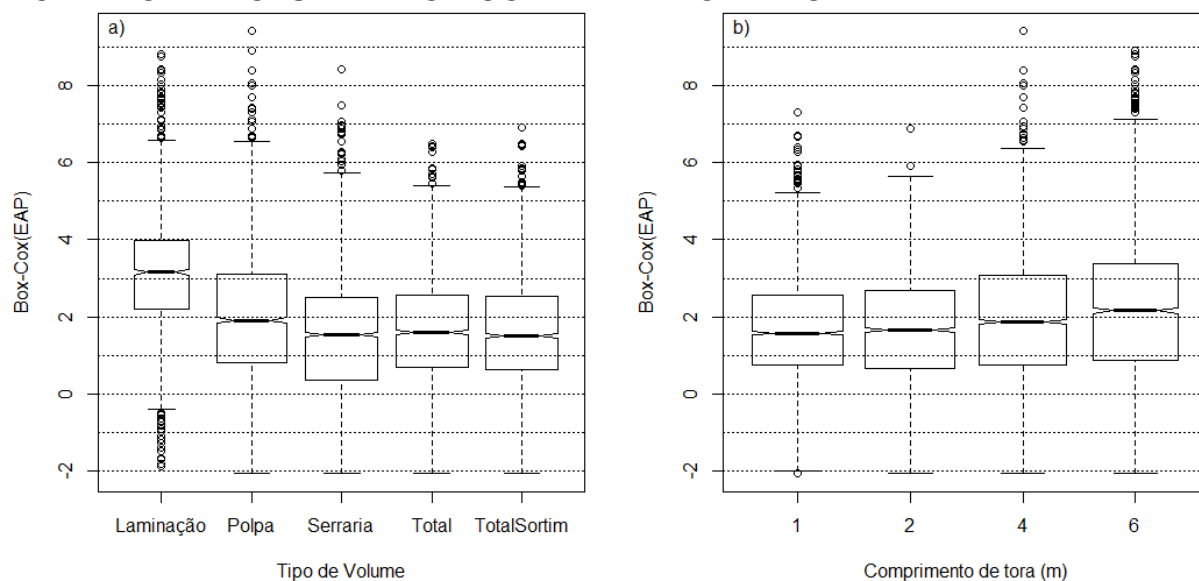 a)
Box-Cox(EAP)
8
6
4
2
0
-2
Laminação Polpa Serraria Total TotalSortim
Tipo de Volume
b)
Box-Cox(EAP)
8
6
4
2
0
-2
1 2 4 6
Comprimento de tora (m)